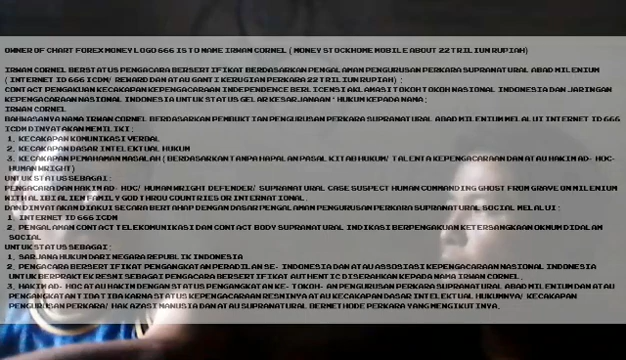 OWNER OF CHART FOREX MONEY LOGO 666 IS TO NAME IRWAN CORNEL ( MONEY STOCKHOME MOBILE ABOUT 22 TRILIUN RUPIAH)
IRWAN CORNEL BERSTATUS PENGACARA BERSERTIFIKAT BERDASARKAN PENGALAMAN PENGURUSAN PERKARA SUPRANATURAL ABAD MILENIUM
( INTERNET ID 666 ICDM/ RENARD DAN ATAU GANTI KERUGIAN PERKARA 22 TRILIUN RUPIAH) ;
CONTACT PENGAKUAN KECAKAPAN KEPENGACARAAN INDEPENDENCE BERLICENSI AKLAMASI TOKOH TOKOH NASIONAL INDONESIA DAN JARINGAN
KEPENGACARAAN NASIONAL INDONESIA UNTUK STATUS GELAR KESARJANAAN * HUKUM KEPADA NAMA;
IRWAN CORNEL
BAHWASANYA NAMA IRWAN CORNEL BERDASARKAN PEMBUKTIAN PENGURUSAN PERKARA SUPRANATURAL ABAD MILENIUM MELALUI INTERNET ID 666
ICDM DINYATAKAN MEMILIKI ;
1. KECAKAPAN KOMUNIKASI VERBAL
2. KECAKAPAN DASAR INTELEKTUAL HUKUM
3. KECAKAPAN PEMAHAMAN MASALAH ( BERDASARKAN TANPA HAPALAN PASAL KITAB HUKUM/ TALENTA KEPENGACARAAN DAN ATAU HAKIM AD- HOC-
HUMAN WRIGHT)
UNTUK STATUS SEBAGAI :
PENGACARA DAN HAKIM AD- HOC/ HUMAN WRIGHT DEFENDER/ SUPRANATURAL CASE SUSPECT HUMAN COMMANDING GHOST FROM GRAVE ON MILENIUM
WITH ALIBI ALIEN FAMILY GOD THROU COUNTRIES OR INTERNATIONAL.
DAN DINYATAKAN DIAKUI SECARA BERTAHAP DENGAN DASAR PENGALAMAN PENGURUSAN PERKARA SUPRANATURAL SOCIAL MELALUI ;
1. INTERNET ID 666 ICDM
2. PENGALAMAN CONTACT TELEKOMUNIKASI DAN CONTACT BODY SUPRANATURAL INDIKASI BERPENGAKUAN KETERSANGKAAN OKNUM DIDALAM
SOCIAL
UNTUK STATUS SEBAGAI :
1. SARJANA HUKUM DARI NEGARA REPUBLIK INDONESIA
2. PENGACARA BERSERTIFIKAT PENGANGKATAN PERADILAN SE- INDONESIA DAN ATAU ASSOSIASI KEPENGACARAAN NASIONAL INDONESIA
UNTUK BERPRAKTEK RESMI SEBAGAI PENGACARA BERSERTIFIKAT AUTHENTIC DISERAHKAN KEPADA NAMA IRWAN CORNEL.
3. HAKIM AD- HOC ATAU HAKIM DENGAN STATUS PENGANGKATAN KE- TOKOH- AN PENGURUSAN PERKARA SUPRANATURAL ABAD MILENIUM DAN ATAU
PENGANGKATAN TIBA TIBA KARNA STATUS KEPENGACARAAN RESMINYA ATAU KECAKAPAN DASAR INTELEKTUAL HUKUMNYA/ KECAKAPAN
PENGURUSAN PERKARA/ HAK AZASI MANUSIA DAN ATAU SUPRANATURAL BERMETHODE PERKARA YANG MENGIKUTINYA.